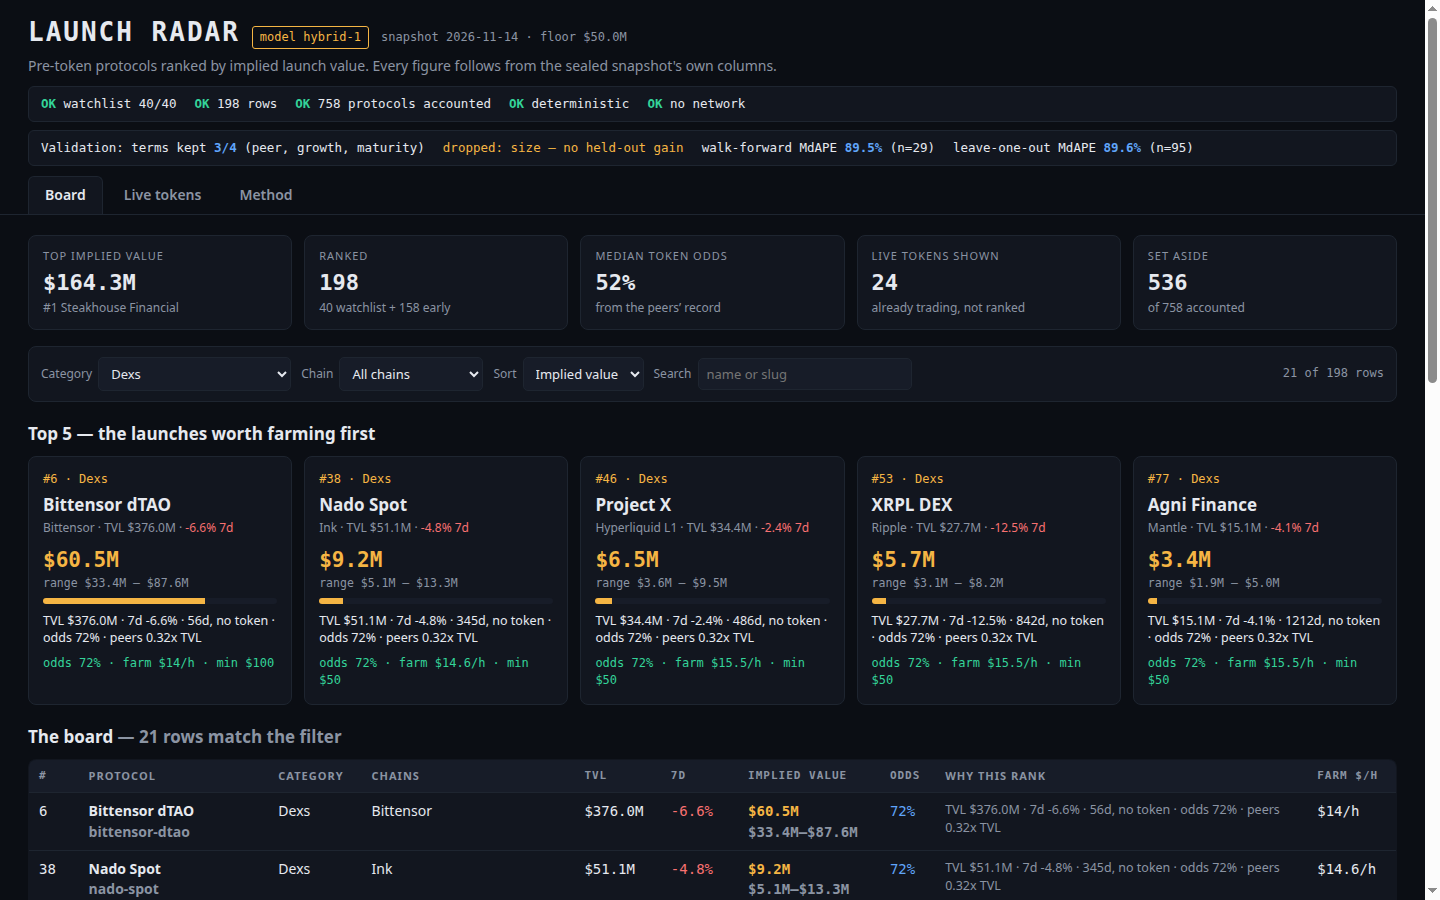 LAUNCH RADAR model hybrid-1 snapshot 2026-11-14 · floor $50.0M
Pre-token protocols ranked by implied launch value. Every figure follows from the sealed snapshot's own columns.
OK watchlist 40/40 OK 198 rows OK 758 protocols accounted OK deterministic OK no network
Validation: terms kept 3/4 (peer, growth, maturity) dropped: size — no held-out gain walk-forward MdAPE 89.5% (n=29) leave-one-out MdAPE 89.6% (n=95)
Board Live tokens Method
TOP IMPLIED VALUE
$164.3M
#1 Steakhouse Financial
RANKED
198
40 watchlist + 158 early
MEDIAN TOKEN ODDS
52%
from the peers’ record
LIVE TOKENS SHOWN
24
already trading, not ranked
SET ASIDE
536
of 758 accounted
Category Dexs Chain All chains Sort Implied value Search name or slug 21 of 198 rows
Top 5 — the launches worth farming first
#6 · Dexs
Bittensor dTAO
Bittensor · TVL $376.0M · -6.6% 7d
$60.5M
range $33.4M — $87.6M
TVL $376.0M · 7d -6.6% · 56d, no token ·
odds 72% · peers 0.32x TVL
odds 72% · farm $14/h · min $100
#38 · Dexs
Nado Spot
Ink · TVL $51.1M · -4.8% 7d
$9.2M
range $5.1M — $13.3M
TVL $51.1M · 7d -4.8% · 345d, no token ·
odds 72% · peers 0.32x TVL
odds 72% · farm $14.6/h · min
$50
#46 · Dexs
Project X
Hyperliquid L1 · TVL $34.4M · -2.4% 7d
$6.5M
range $3.6M — $9.5M
TVL $34.4M · 7d -2.4% · 486d, no token ·
odds 72% · peers 0.32x TVL
odds 72% · farm $15.5/h · min
$50
#53 · Dexs
XRPL DEX
Ripple · TVL $27.7M · -12.5% 7d
$5.7M
range $3.1M — $8.2M
TVL $27.7M · 7d -12.5% · 842d, no token
· odds 72% · peers 0.32x TVL
odds 72% · farm $15.5/h · min
$50
#77 · Dexs
Agni Finance
Mantle · TVL $15.1M · -4.1% 7d
$3.4M
range $1.9M — $5.0M
TVL $15.1M · 7d -4.1% · 1212d, no token
· odds 72% · peers 0.32x TVL
odds 72% · farm $15.5/h · min
$50
The board — 21 rows match the filter
# PROTOCOL CATEGORY CHAINS TVL 7D IMPLIED VALUE ODDS WHY THIS RANK FARM $/H
6 Bittensor dTAO Dexs Bittensor $376.0M -6.6% $60.5M 72% TVL $376.0M · 7d -6.6% · 56d, no token · odds 72% · peers $14/h
bittensor-dtao $33.4M—$87.6M 0.32x TVL
38 Nado Spot Dexs Ink $51.1M -4.8% $9.2M 72% TVL $51.1M · 7d -4.8% · 345d, no token · odds 72% · peers $14.6/h
nado-spot $5.1M—$13.3M 0.32x TVL